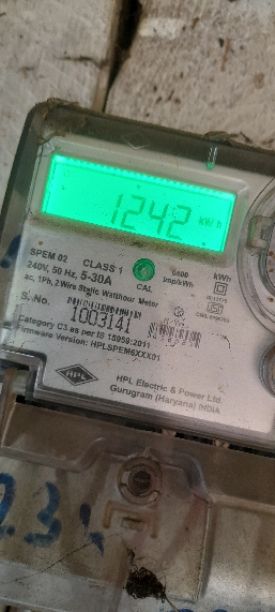 1242 kWh
SPEM 02 CLASS 1
240V, 50 Hz, 5-30A
6400 imp/kWh
kWh
CAL
ac, 1Ph, 2 Wire Static Watthour Meter
S. No.
1003141
Category C3 as per IS 15959:2011
Firmware Version: HPLSPEM6XXX01
HPL
HPL Electric & Power Ltd.
Gurugram (Haryana) INDIA